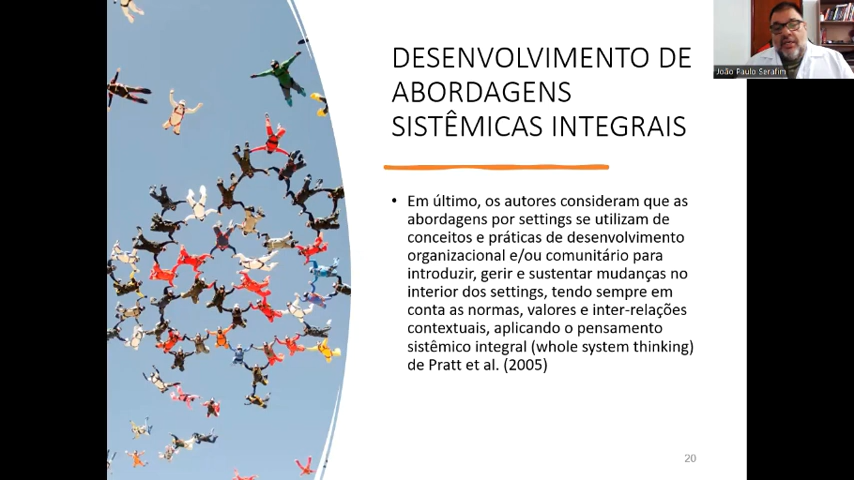 DESENVOLVIMENTO DE
ABORDAGENS
SISTÊMICAS INTEGRAIS
• Em último, os autores consideram que as
abordagens por settings se utilizam de
conceitos e práticas de desenvolvimento
organizacional e/ou comunitário para
introduzir, gerir e sustentar mudanças no
interior dos settings, tendo sempre em
conta as normas, valores e inter-relações
contextuais, aplicando o pensamento
sistêmico integral (whole system thinking)
de Pratt et al. (2005)
20
João Paulo Serafim